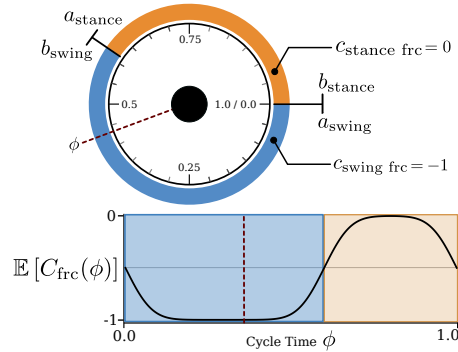 a_stance
b_swing
0.75
c_stance frc = 0
0.5
1.0 / 0.0
b_stance
a_swing
ϕ
0.25
c_swing frc = −1
0
𝔼 [C_frc(ϕ)]
-1
0.0
1.0
Cycle Time ϕ